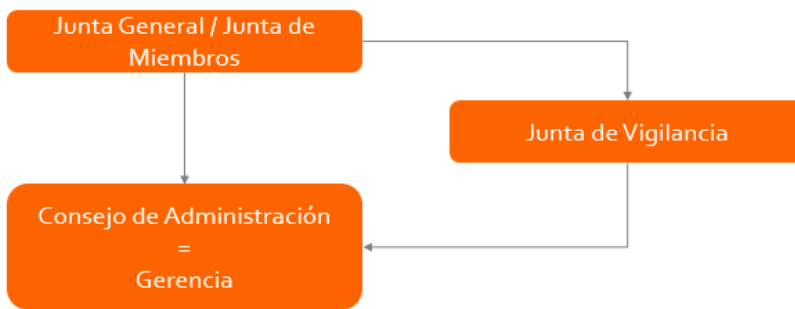 Junta General / Junta de
Miembros
Junta de Vigilancia
Consejo de Administración
=
Gerencia